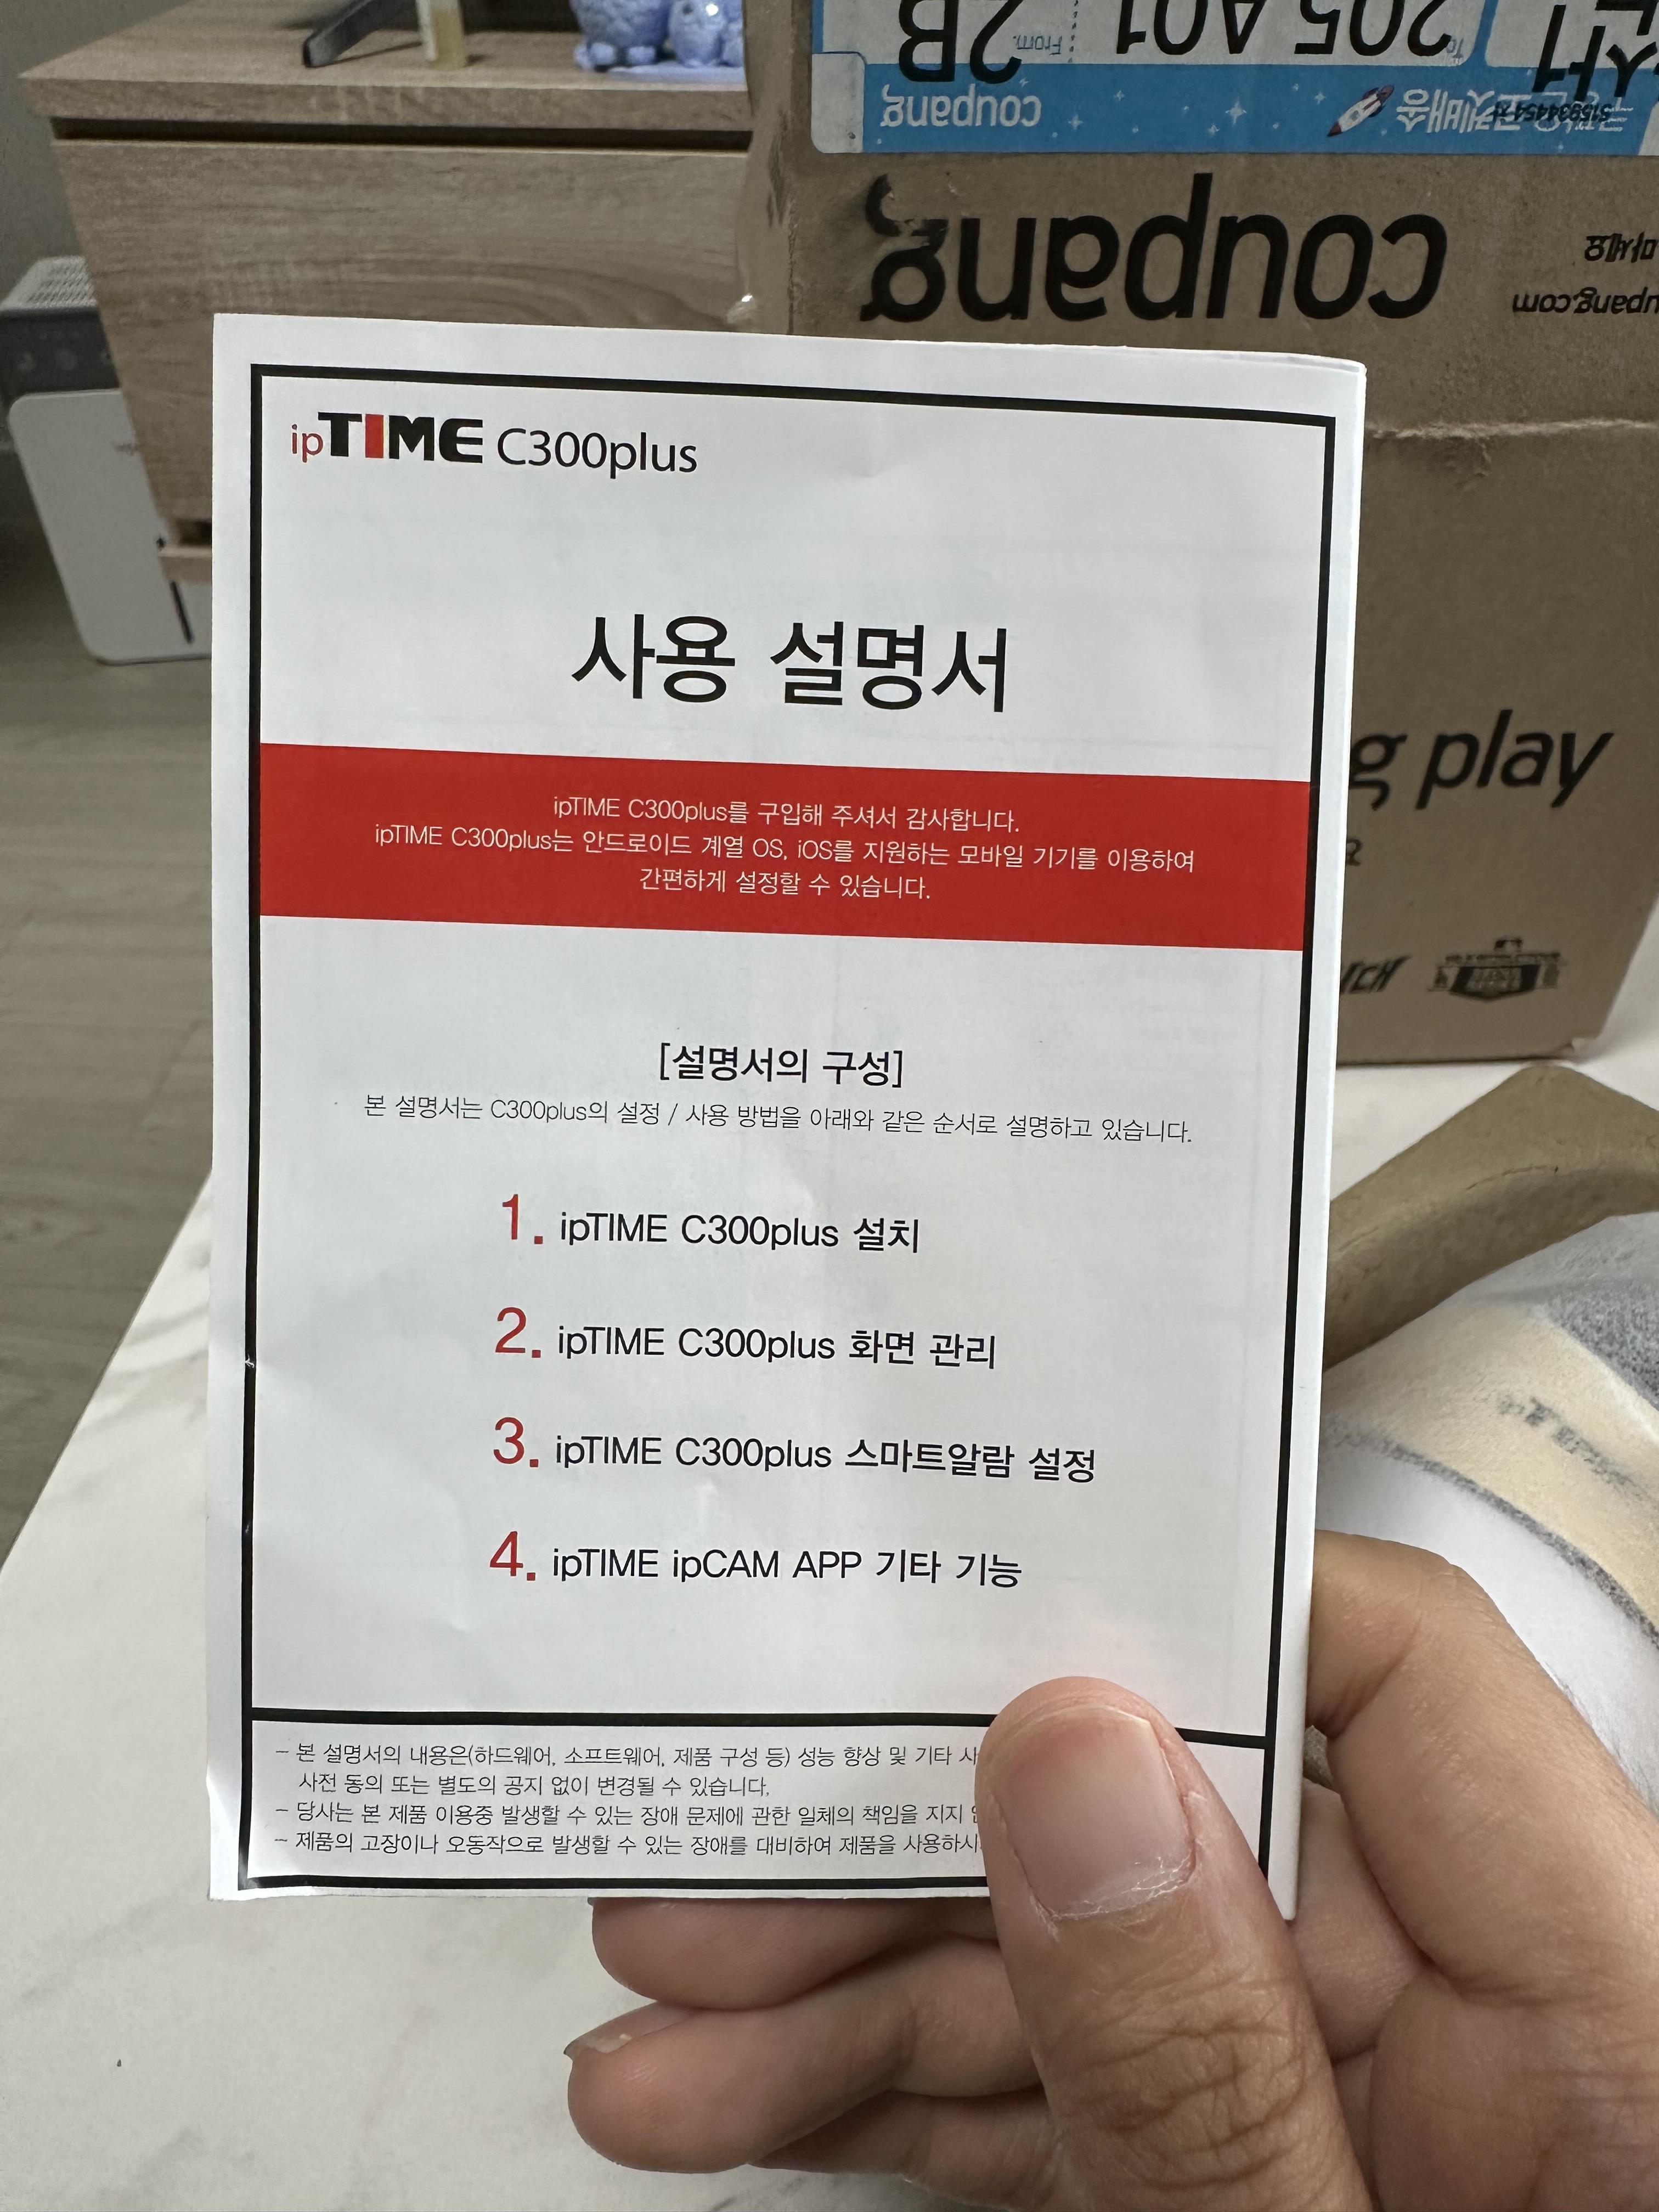 2B From. 101 A 205 To
coupang 로켓배송
coupang
coupang.com
g play
ipTIME C300plus
사용 설명서
ipTIME C300plus를 구입해 주셔서 감사합니다.
ipTIME C300plus는 안드로이드 계열 OS, iOS를 지원하는 모바일 기기를 이용하여
간편하게 설정할 수 있습니다.
[설명서의 구성]
본 설명서는 C300plus의 설정 / 사용 방법을 아래와 같은 순서로 설명하고 있습니다.
1. ipTIME C300plus 설치
2. ipTIME C300plus 화면 관리
3. ipTIME C300plus 스마트알람 설정
4. ipTIME ipCAM APP 기타 기능
- 본 설명서의 내용은(하드웨어, 소프트웨어, 제품 구성 등) 성능 향상 및 기타
사전 동의 또는 별도의 공지 없이 변경될 수 있습니다.
- 당사는 본 제품 이용중 발생할 수 있는 장애 문제에 관한 일체의 책임을 지지
- 제품의 고장이나 오동작으로 발생할 수 있는 장애를 대비하여 제품을